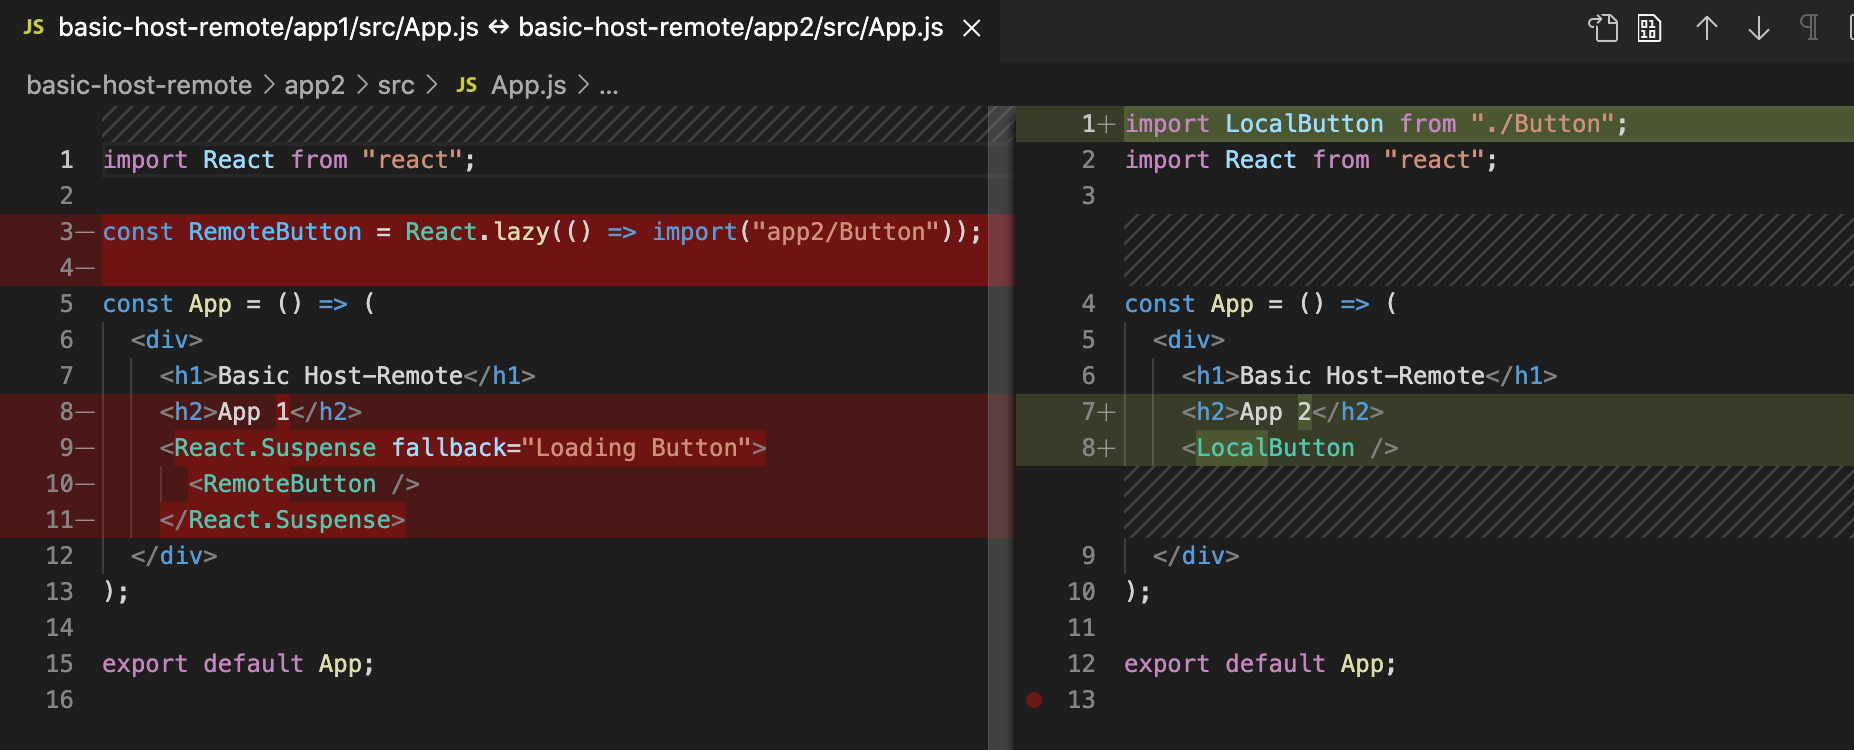 JS basic-host-remote/app1/src/App.js ↔ basic-host-remote/app2/src/App.js ×
basic-host-remote > app2 > src > JS App.js > ...
1 import React from "react";
2
3— const RemoteButton = React.lazy(() => import("app2/Button"));
4—
5 const App = () => (
6 <div>
7 <h1>Basic Host-Remote</h1>
8— <h2>App 1</h2>
9— <React.Suspense fallback="Loading Button">
10— <RemoteButton />
11— </React.Suspense>
12 </div>
13 );
14
15 export default App;
16
1+ import LocalButton from "./Button";
2 import React from "react";
3
4 const App = () => (
5 <div>
6 <h1>Basic Host-Remote</h1>
7+ <h2>App 2</h2>
8+ <LocalButton />
9 </div>
10 );
11
12 export default App;
13